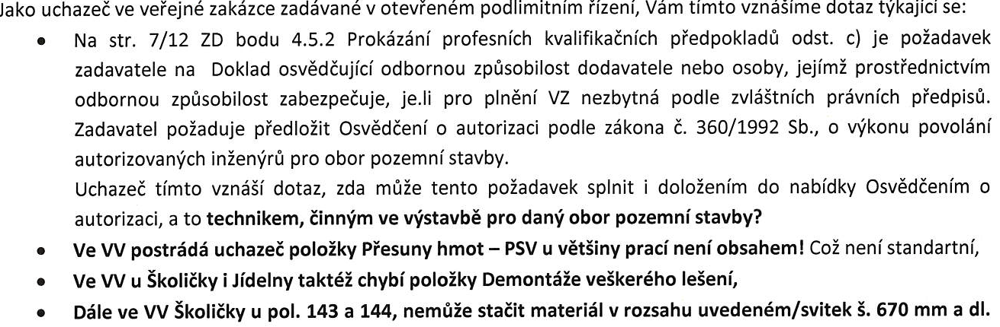 Jako uchazeč ve veřejné zakázce zadávané v otevřeném podlimitním řízení, Vám tímto vznášíme dotaz týkající se:
• Na str. 7/12 ZD bodu 4.5.2 Prokázání profesních kvalifikačních předpokladů odst. c) je požadavek
zadavatele na Doklad osvědčující odbornou způsobilost dodavatele nebo osoby, jejímž prostřednictvím
odbornou způsobilost zabezpečuje, je.li pro plnění VZ nezbytná podle zvláštních právních předpisů.
Zadavatel požaduje předložit Osvědčení o autorizaci podle zákona č. 360/1992 Sb., o výkonu povolání
autorizovaných inženýrů pro obor pozemní stavby.
Uchazeč tímto vznáší dotaz, zda může tento požadavek splnit i doložením do nabídky Osvědčením o
autorizaci, a to technikem, činným ve výstavbě pro daný obor pozemní stavby?
• Ve VV postrádá uchazeč položky Přesuny hmot – PSV u většiny prací není obsahem! Což není standartní,
• Ve VV u Školičky i Jídelny taktéž chybí položky Demontáže veškerého lešení,
• Dále ve VV Školičky u pol. 143 a 144, nemůže stačit materiál v rozsahu uvedeném/svitek š. 670 mm a dl.